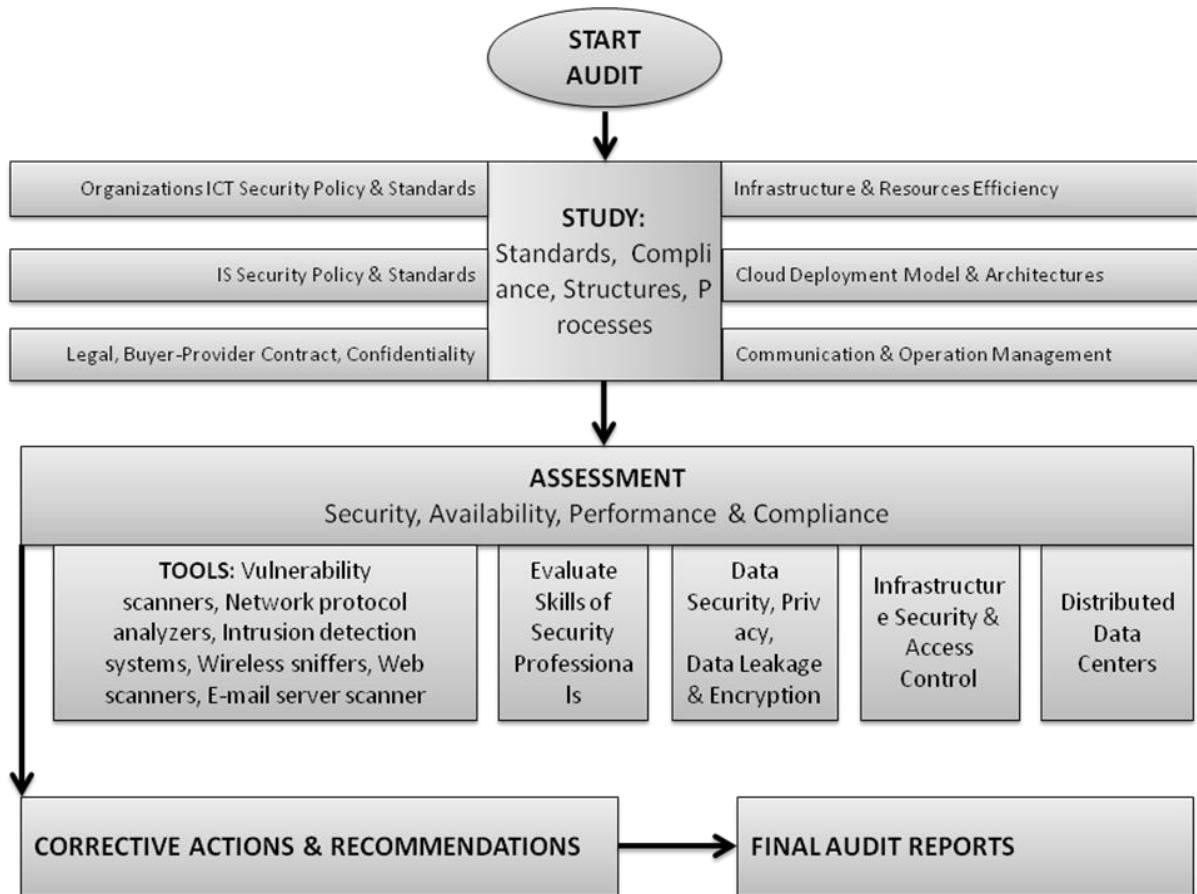 START
AUDIT
Organizations ICT Security Policy & Standards
IS Security Policy & Standards
Legal, Buyer-Provider Contract, Confidentiality
STUDY:
Standards, Compli
ance, Structures, P
rocesses
Infrastructure & Resources Efficiency
Cloud Deployment Model & Architectures
Communication & Operation Management
ASSESSMENT
Security, Availability, Performance & Compliance
TOOLS: Vulnerability
scanners, Network protocol
analyzers, Intrusion detection
systems, Wireless sniffers, Web
scanners, E-mail server scanner
Evaluate
Skills of
Security
Professiona
ls
Data
Security, Priv
acy,
Data Leakage
& Encryption
Infrastructur
e Security &
Access
Control
Distributed
Data
Centers
CORRECTIVE ACTIONS & RECOMMENDATIONS
FINAL AUDIT REPORTS